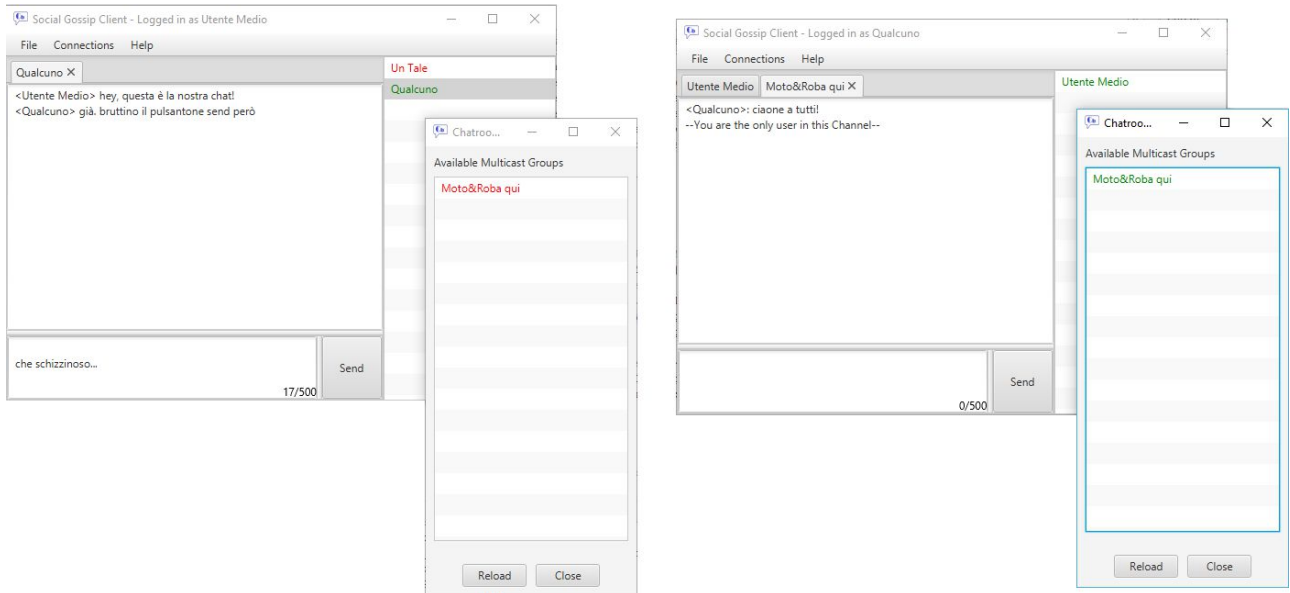 Social Gossip Client - Logged in as Utente Medio
File Connections Help
Qualcuno
<Utente Medio> hey, questa è la nostra chat!
<Qualcuno> già. bruttino il pulsantone send però
Un Tale
Qualcuno
che schizzinoso...
17/500
Send
Chatroo...
Available Multicast Groups
Moto&Roba qui
Reload Close
Social Gossip Client - Logged in as Qualcuno
File Connections Help
Utente Medio Moto&Roba qui
<Qualcuno>: ciaone a tutti!
--You are the only user in this Channel--
Utente Medio
0/500
Send
Chatroo...
Available Multicast Groups
Moto&Roba qui
Reload Close